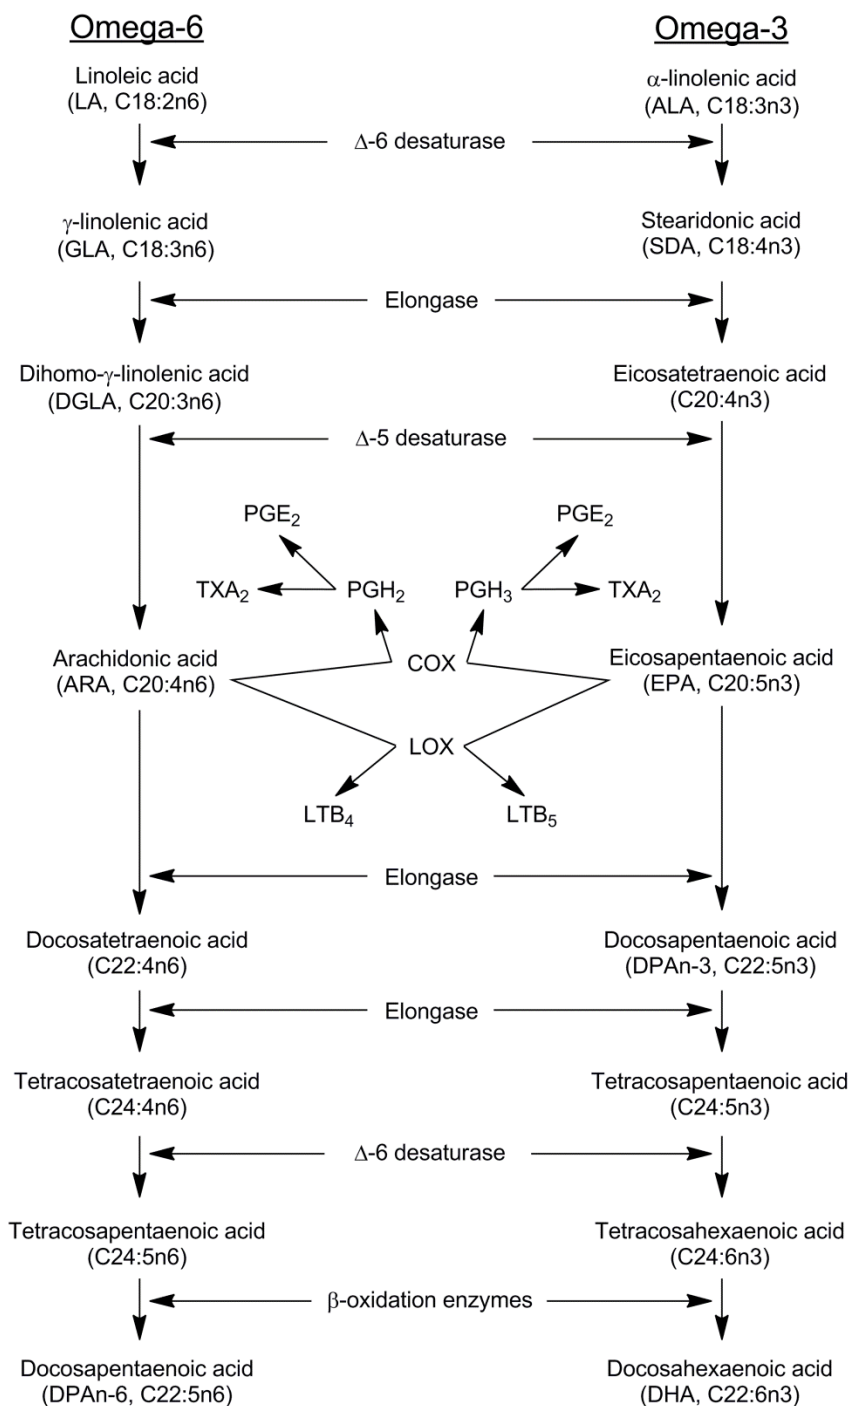 Omega-6
Omega-3
Linoleic acid
(LA, C18:2n6)
α-linolenic acid
(ALA, C18:3n3)
Δ-6 desaturase
γ-linolenic acid
(GLA, C18:3n6)
Stearidonic acid
(SDA, C18:4n3)
Elongase
Dihomo-γ-linolenic acid
(DGLA, C20:3n6)
Eicosatetraenoic acid
(C20:4n3)
Δ-5 desaturase
PGE₂
PGE₂
TXA₂
PGH₂
PGH₃
TXA₂
Arachidonic acid
(ARA, C20:4n6)
COX
Eicosapentaenoic acid
(EPA, C20:5n3)
LOX
LTB₄
LTB₅
Elongase
Docosatetraenoic acid
(C22:4n6)
Docosapentaenoic acid
(DPAn-3, C22:5n3)
Elongase
Tetracosatetraenoic acid
(C24:4n6)
Tetracosapentaenoic acid
(C24:5n3)
Δ-6 desaturase
Tetracosapentaenoic acid
(C24:5n6)
Tetracosahexaenoic acid
(C24:6n3)
β-oxidation enzymes
Docosapentaenoic acid
(DPAn-6, C22:5n6)
Docosahexaenoic acid
(DHA, C22:6n3)